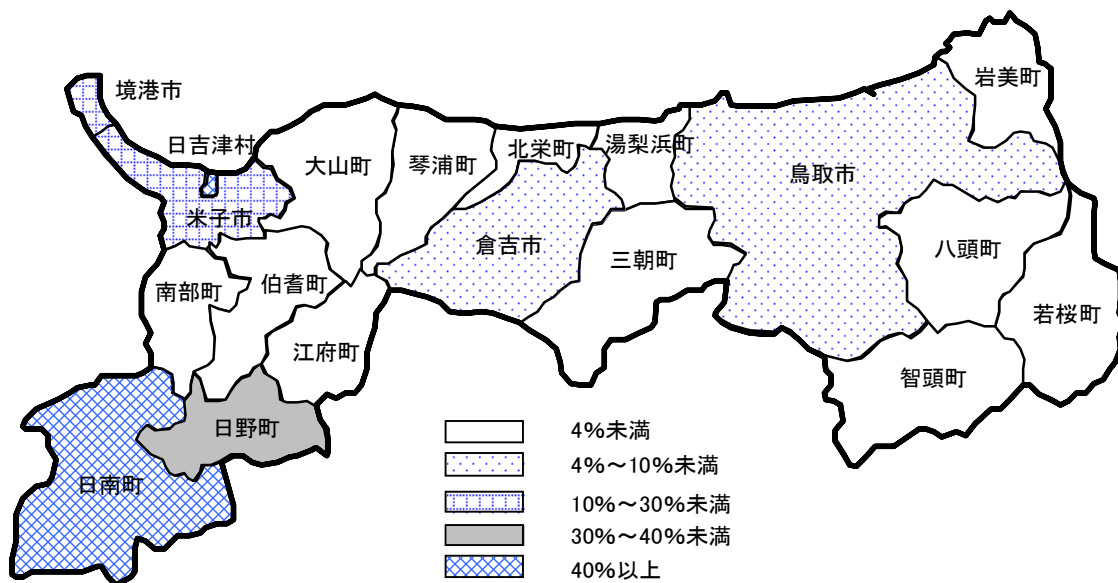 境港市
日吉津村
米子市
大山町
琴浦町
北栄町
湯梨浜町
鳥取市
岩美町
倉吉市
三朝町
八頭町
若桜町
智頭町
南部町
伯耆町
江府町
日野町
日南町
4%未満
4%～10%未満
10%～30%未満
30%～40%未満
40%以上